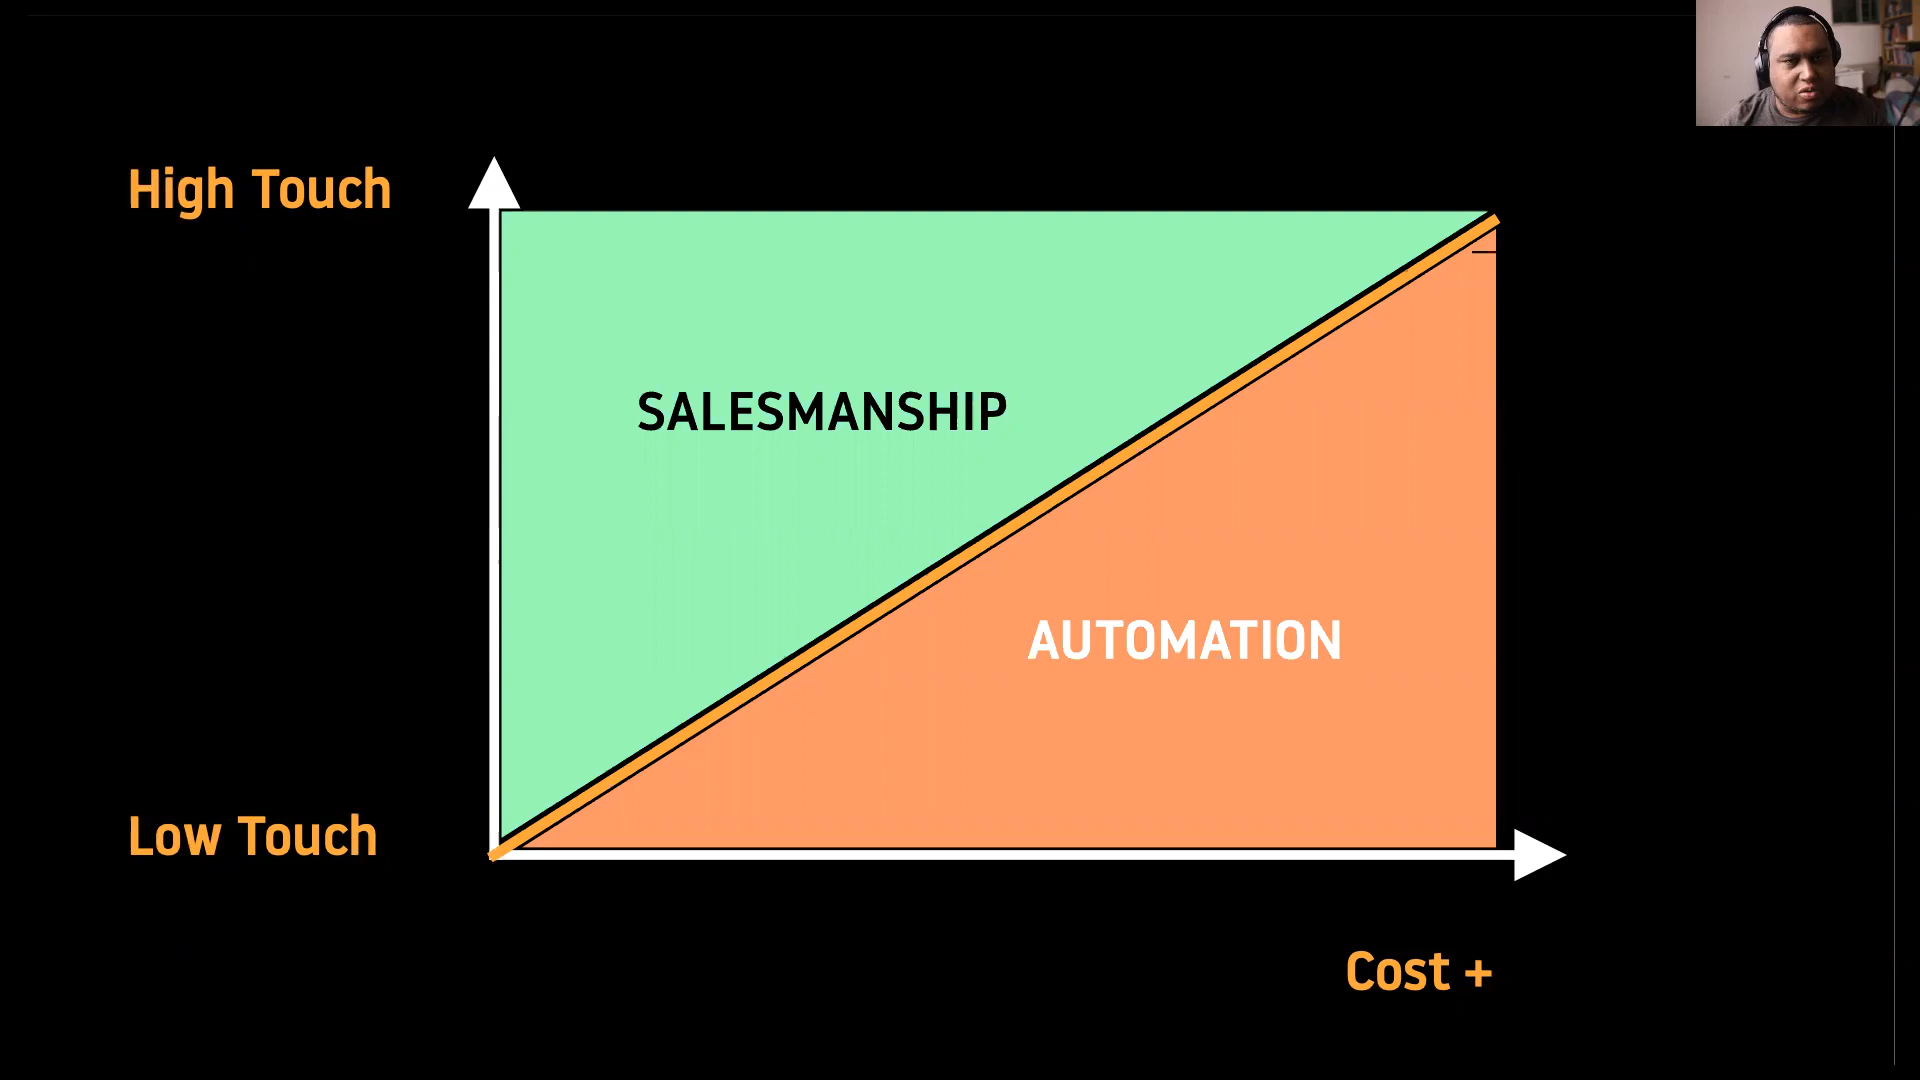 High Touch
SALESMANSHIP
AUTOMATION
Low Touch
Cost +